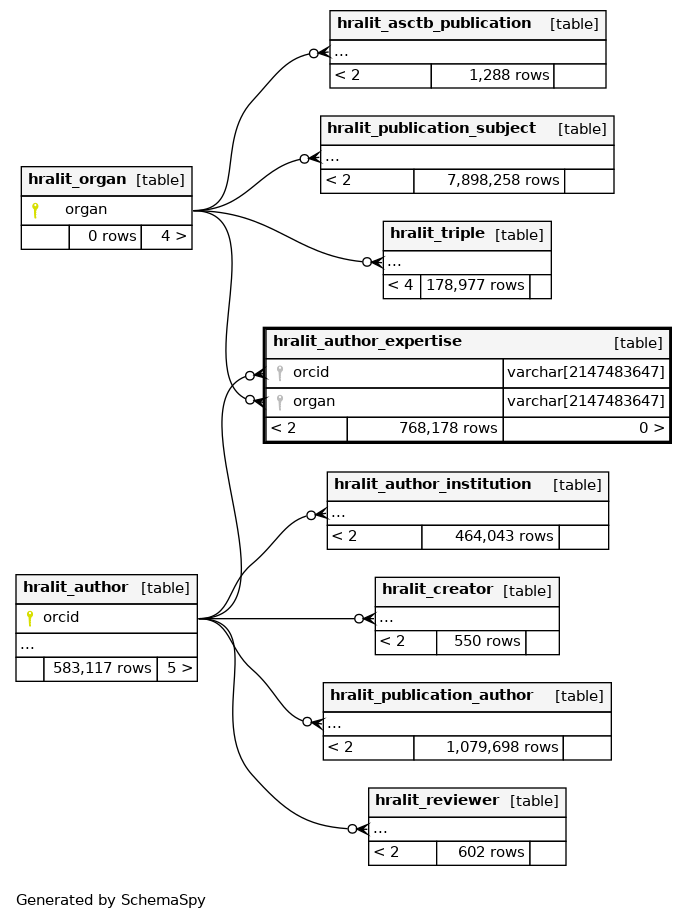 hralit_asctb_publication [table]
...
< 2 1,288 rows
hralit_publication_subject [table]
...
< 2 7,898,258 rows
hralit_organ [table]
organ
0 rows 4 >
hralit_triple [table]
...
< 4 178,977 rows
hralit_author_expertise [table]
orcid varchar[2147483647]
organ varchar[2147483647]
< 2 768,178 rows 0 >
hralit_author_institution [table]
...
< 2 464,043 rows
hralit_author [table]
orcid
...
583,117 rows 5 >
hralit_creator [table]
...
< 2 550 rows
hralit_publication_author [table]
...
< 2 1,079,698 rows
hralit_reviewer [table]
...
< 2 602 rows
Generated by SchemaSpy